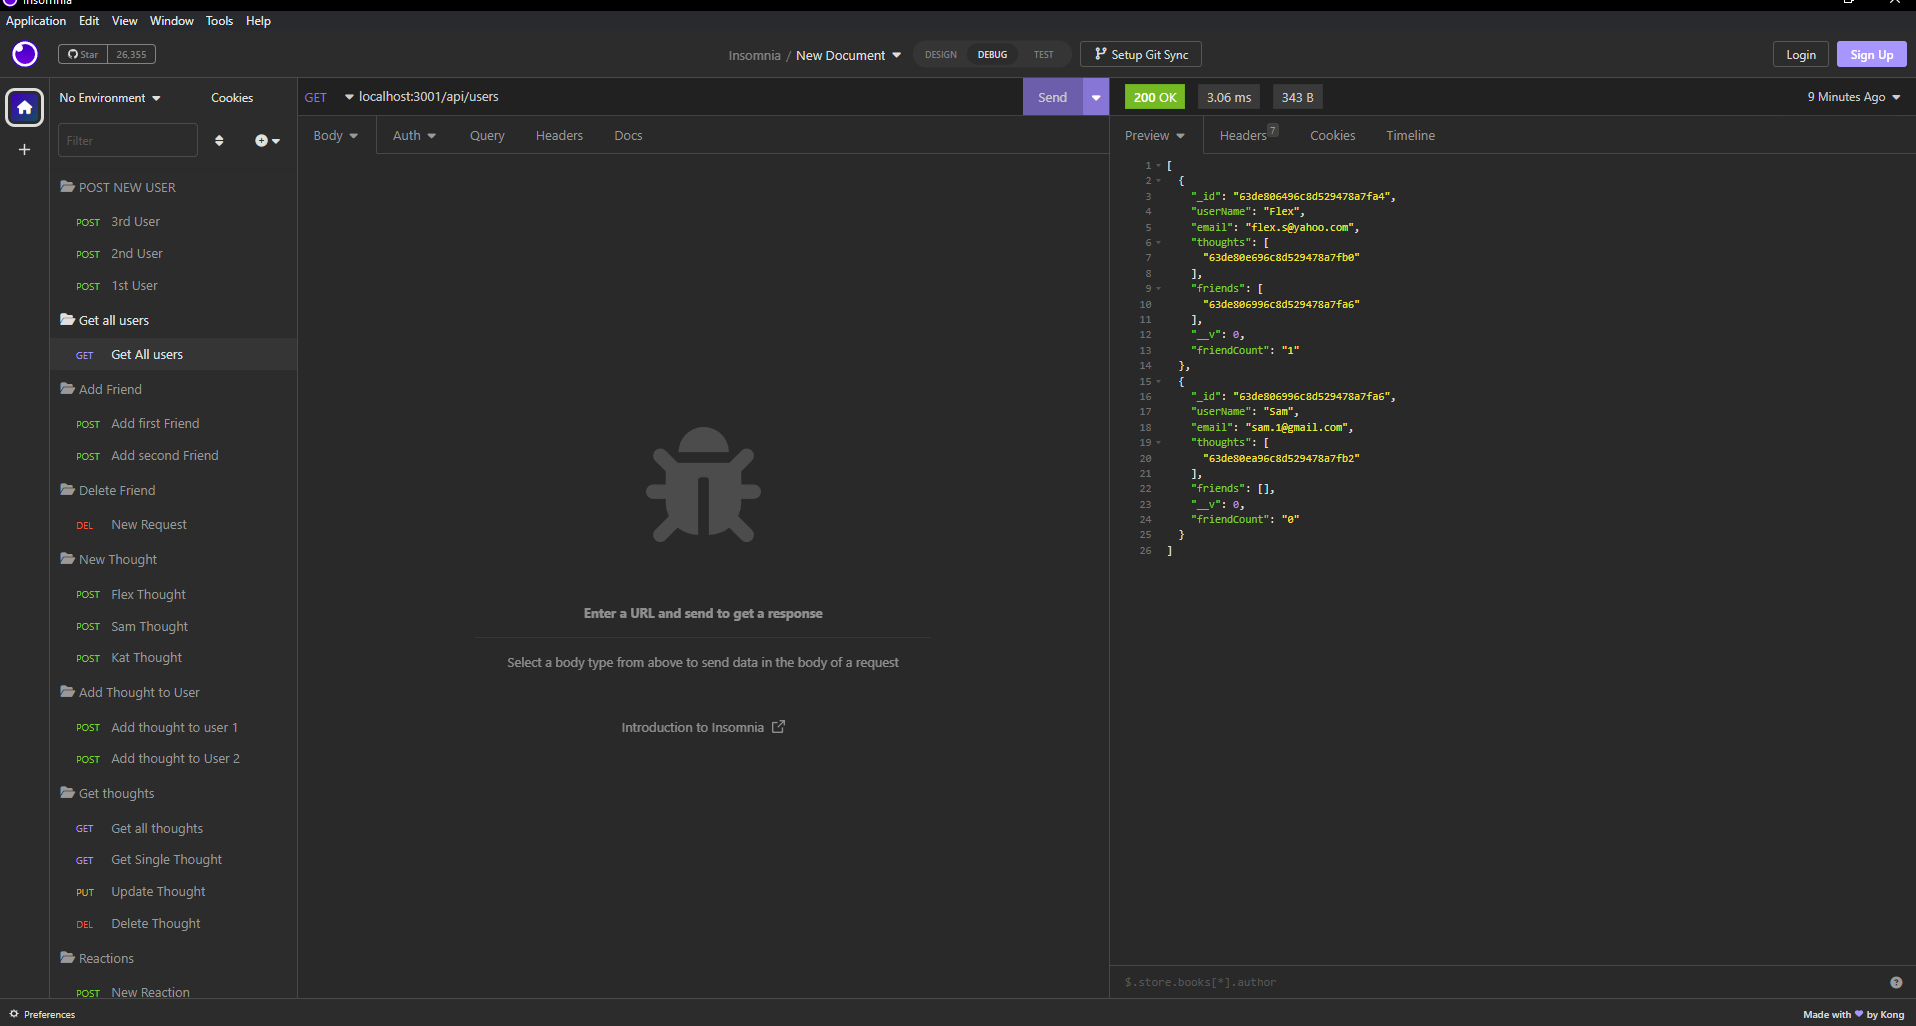 Insomnia
Application Edit View Window Tools Help
Star 26,355
Insomnia / New Document
DESIGN DEBUG TEST
Setup Git Sync
Login
Sign Up
No Environment
Cookies
Filter
POST NEW USER
POST 3rd User
POST 2nd User
POST 1st User
Get all users
GET Get All users
Add Friend
POST Add first Friend
POST Add second Friend
Delete Friend
DEL New Request
New Thought
POST Flex Thought
POST Sam Thought
POST Kat Thought
Add Thought to User
POST Add thought to user 1
POST Add thought to User 2
Get thoughts
GET Get all thoughts
GET Get Single Thought
PUT Update Thought
DEL Delete Thought
Reactions
POST New Reaction
GET localhost:3001/api/users
Send
Body Auth Query Headers Docs
Enter a URL and send to get a response
Select a body type from above to send data in the body of a request
Introduction to Insomnia
200 OK 3.06 ms 343 B
9 Minutes Ago
Preview Headers 7 Cookies Timeline
1 [
2 {
3 "_id": "63de806496c8d529478a7fa4",
4 "userName": "Flex",
5 "email": "flex.s@yahoo.com",
6 "thoughts": [
7 "63de80e696c8d529478a7fb0"
8 ],
9 "friends": [
10 "63de806996c8d529478a7fa6"
11 ],
12 "__v": 0,
13 "friendCount": "1"
14 },
15 {
16 "_id": "63de806996c8d529478a7fa6",
17 "userName": "Sam",
18 "email": "sam.1@gmail.com",
19 "thoughts": [
20 "63de80ea96c8d529478a7fb2"
21 ],
22 "friends": [],
23 "__v": 0,
24 "friendCount": "0"
25 }
26 ]
$.store.books[*].author
?
Preferences
Made with ♥ by Kong